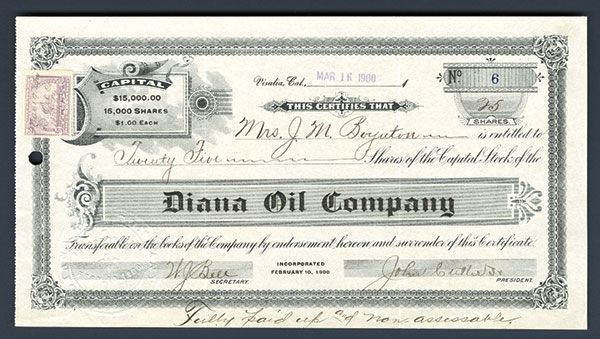 CAPITAL
$15,000.00
15,000 SHARES
$1.00 EACH
Visalia, Cal., MAR 16 1900 1
No 6
THIS CERTIFIES THAT
25
SHARES
Mrs. J. M. Boynton is entitled to
Twenty Five Shares of the Capital Stock of the
Diana Oil Company
Transferable on the books of the Company by endorsement hereon and surrender of this Certificate.
INCORPORATED
FEBRUARY 10, 1900
W J Bell
SECRETARY.
John
PRESIDENT.
Fully paid up and non-assessable.